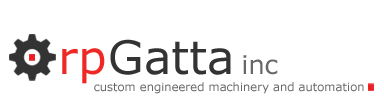 rpGatta inc
custom engineered machinery and automation